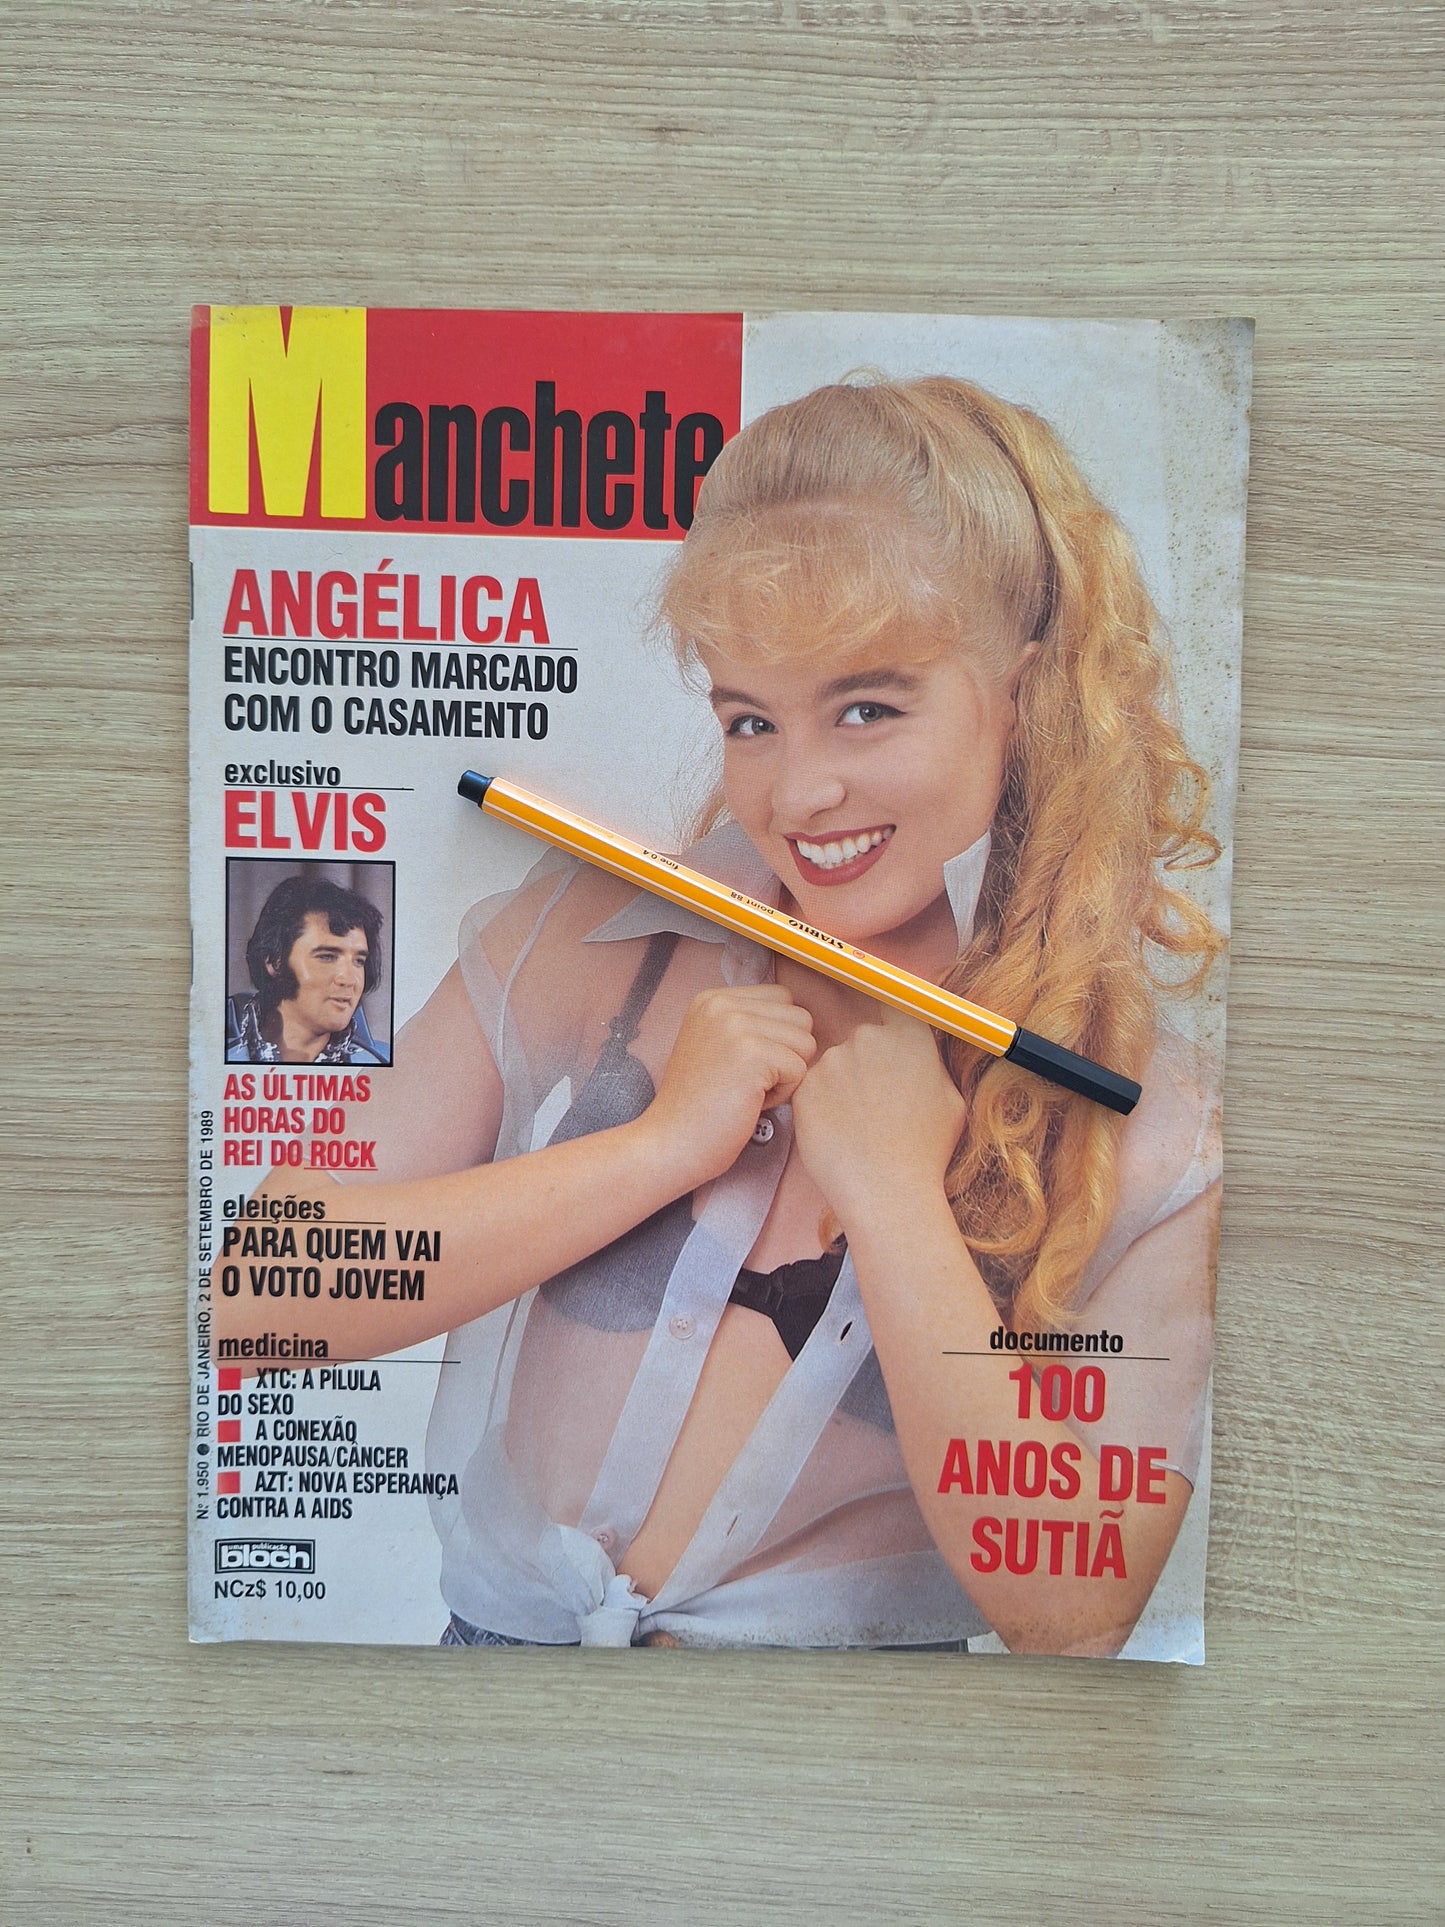 Manchete
ANGÉLICA
ENCONTRO MARCADO
COM O CASAMENTO
exclusivo
ELVIS
AS ÚLTIMAS
HORAS DO
REI DO ROCK
eleições
PARA QUEM VAI
O VOTO JOVEM
medicina
XTC: A PÍLULA
DO SEXO
A CONEXÃO
MENOPAUSA/CÂNCER
AZT: NOVA ESPERANÇA
CONTRA A AIDS
uma publicação
bloch
NCz$ 10,00
Nº 1.950 ● RIO DE JANEIRO, 2 DE SETEMBRO DE 1989
documento
100
ANOS DE
SUTIÃ
STABILO point 88 fine 0.4